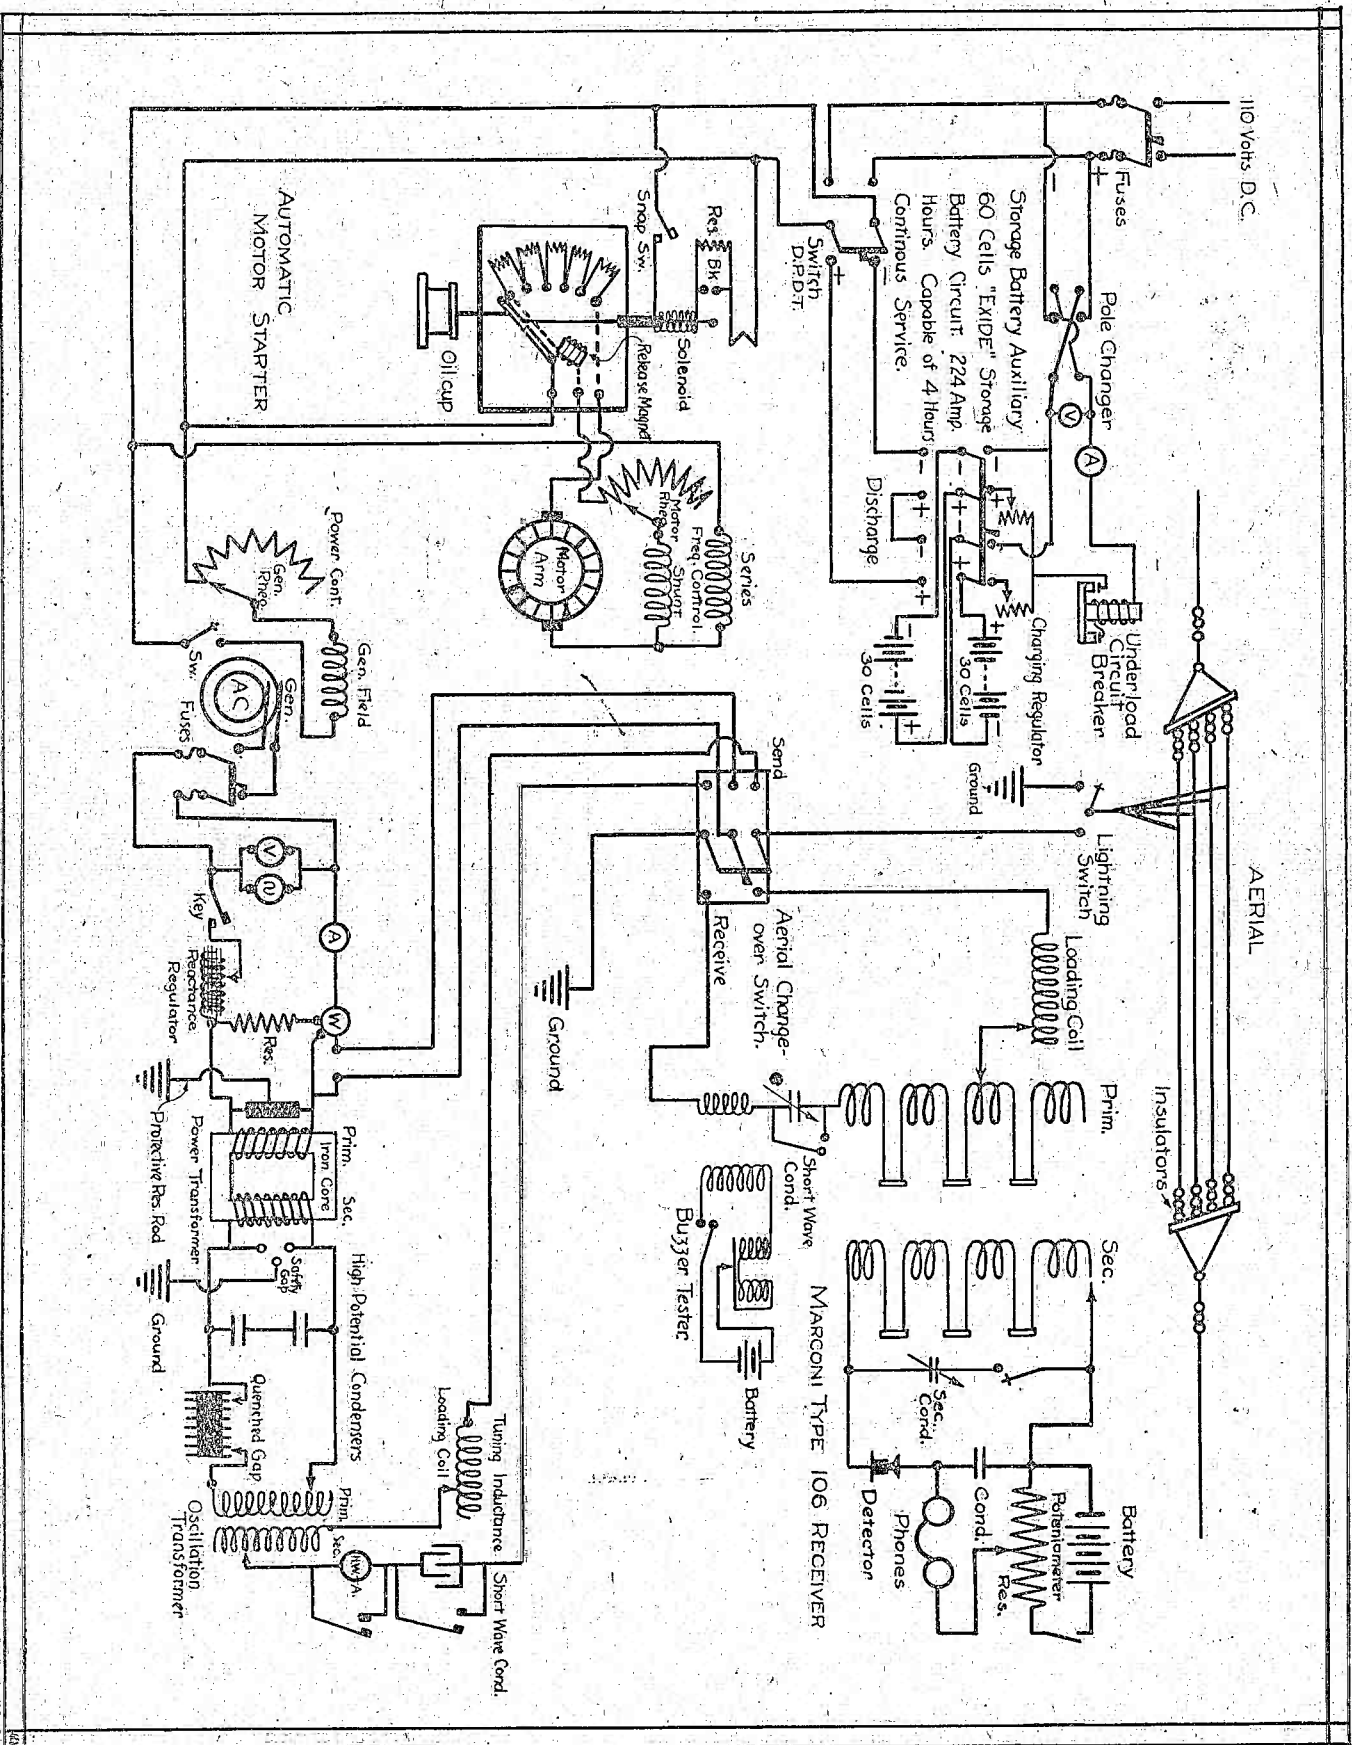 110 Volts D.C.
Fuses
+
−
Pole Changer
V
A
Storage Battery Auxiliary
60 Cells "EXIDE" Storage
Battery Circuit. 224 Amp.
Hours. Capable of 4 Hours
Continous Service.
Underload
Circuit
Breaker
Charging Regulator
− + − +
− + − +
− + − +
Discharge
+ −
30 Cells
− +
30 Cells
Switch
D.P.D.T.
+ −
Res.
Bk
Snap Sw.
Solenoid
Release Magnet
Oil cup
AUTOMATIC
MOTOR STARTER
Series
Freq. Control.
Shunt
Motor
Rheo.
Motor
Arm
Power Cont.
Gen.
Rheo.
Gen. Field
Sw.
AC
Gen.
Fuses
AERIAL
Insulators
Lightning
Switch
Ground
Send
Receive
Aerial Change-
over Switch.
Ground
Loading Coil
Prim.
Sec.
Short Wave
Cond.
Buzzer Tester
Battery
MARCONI TYPE 106 RECEIVER
Sec.
Cond.
Detector
Phones
Cond.
Potentiameter
Res.
Battery
V
N
A
W
Key
Reactance
Regulator
Res.
Protective Res. Rod
Power Transformer
Prim. Sec.
Iron Core
Safety
Gap
Ground
High Potential Condensers
Quenched Gap
Prim.
Sec.
Oscillation
Transformer
Tuning Inductance
Loading Coil
H.W.
A.
Short Wave Cond.